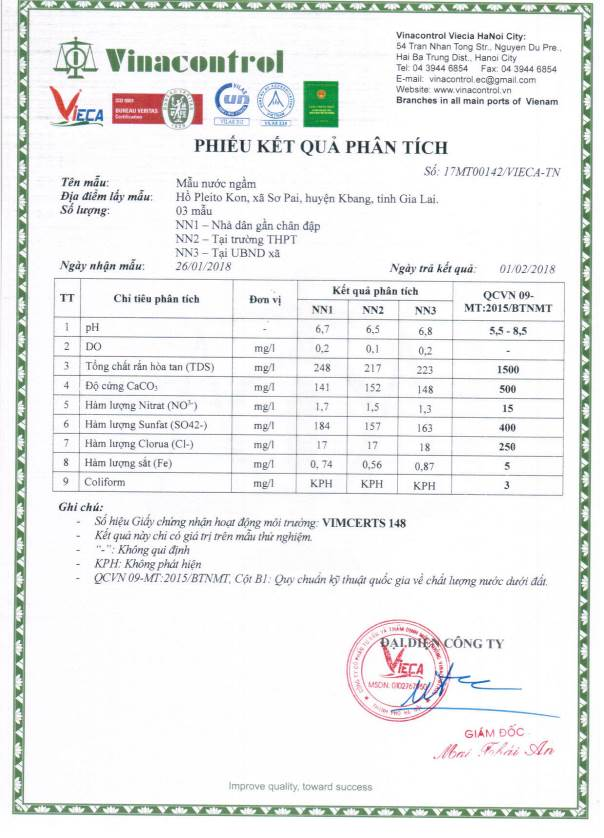 Vinacontrol
Vinacontrol Viecia HaNoi City:
54 Tran Nhan Tong Str., Nguyen Du Pre.,
Hai Ba Trung Dist., Hanoi City
Tel: 04 3944 6854 Fax: 04 3944 6854
E-mail: vinacontrol.ec@gmail.com
Website: www.vinacontrol.vn
Branches in all main ports of Vienam
VIECA
ISO 9001
BUREAU VERITAS
Certification
PHIẾU KẾT QUẢ PHÂN TÍCH
Số: 17MT00142/VIECA-TN
Tên mẫu: Mẫu nước ngầm
Địa điểm lấy mẫu: Hồ Pleito Kon, xã Sơ Pai, huyện Kbang, tỉnh Gia Lai.
Số lượng: 03 mẫu
NN1 – Nhà dân gần chân đập
NN2 – Tại trường THPT
NN3 – Tại UBND xã
Ngày nhận mẫu: 26/01/2018 Ngày trả kết quả: 01/02/2018
TT Chỉ tiêu phân tích Đơn vị Kết quả phân tích QCVN 09-MT:2015/BTNMT
NN1 NN2 NN3
1 pH - 6,7 6,5 6,8 5,5 - 8,5
2 DO mg/l 0,2 0,1 0,2 -
3 Tổng chất rắn hòa tan (TDS) mg/l 248 217 223 1500
4 Độ cứng CaCO₃ mg/l 141 152 148 500
5 Hàm lượng Nitrat (NO³⁻) mg/l 1,7 1,5 1,3 15
6 Hàm lượng Sunfat (SO42-) mg/l 184 157 163 400
7 Hàm lượng Clorua (Cl-) mg/l 17 17 18 250
8 Hàm lượng sắt (Fe) mg/l 0, 74 0,56 0,87 5
9 Coliform mg/l KPH KPH KPH 3
Ghi chú:
- Số hiệu Giấy chứng nhận hoạt động môi trường: VIMCERTS 148
- Kết quả này chỉ có giá trị trên mẫu thử nghiệm.
- "-": Không qui định
- KPH: Không phát hiện
- QCVN 09-MT:2015/BTNMT, Cột B1: Quy chuẩn kỹ thuật quốc gia về chất lượng nước dưới đất.
ĐẠI DIỆN CÔNG TY
VIECA
GIÁM ĐỐC
Mai Thái An
Improve quality, toward success